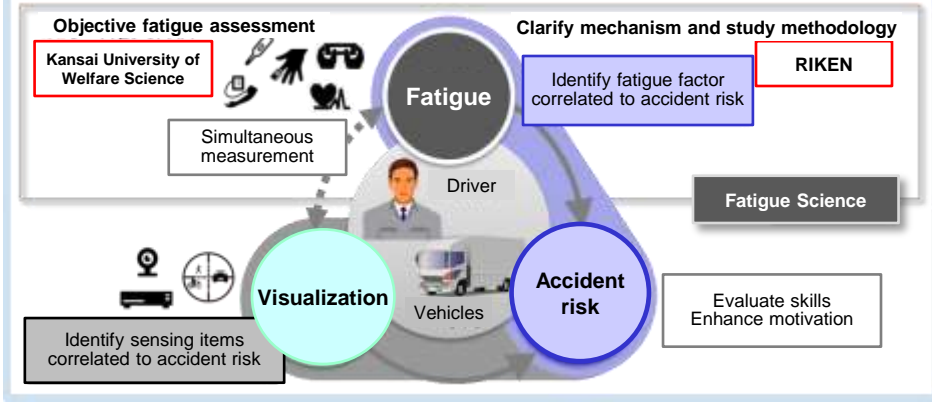 Objective fatigue assessment
Kansai University of
Welfare Science
Clarify mechanism and study methodology
RIKEN
Identify fatigue factor
correlated to accident risk
Fatigue
Simultaneous
measurement
Driver
Fatigue Science
Visualization
Vehicles
Accident
risk
Evaluate skills
Enhance motivation
Identify sensing items
correlated to accident risk